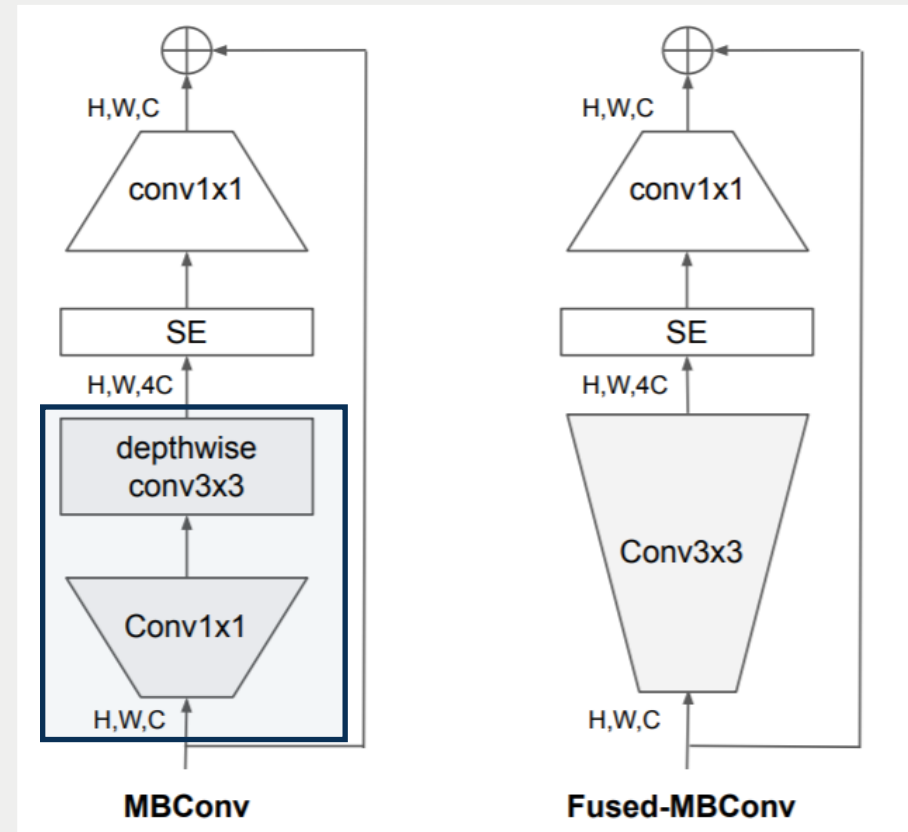 H,W,C
conv1x1
SE
H,W,4C
depthwise
conv3x3
Conv1x1
H,W,C
MBConv
H,W,C
conv1x1
SE
H,W,4C
Conv3x3
H,W,C
Fused-MBConv